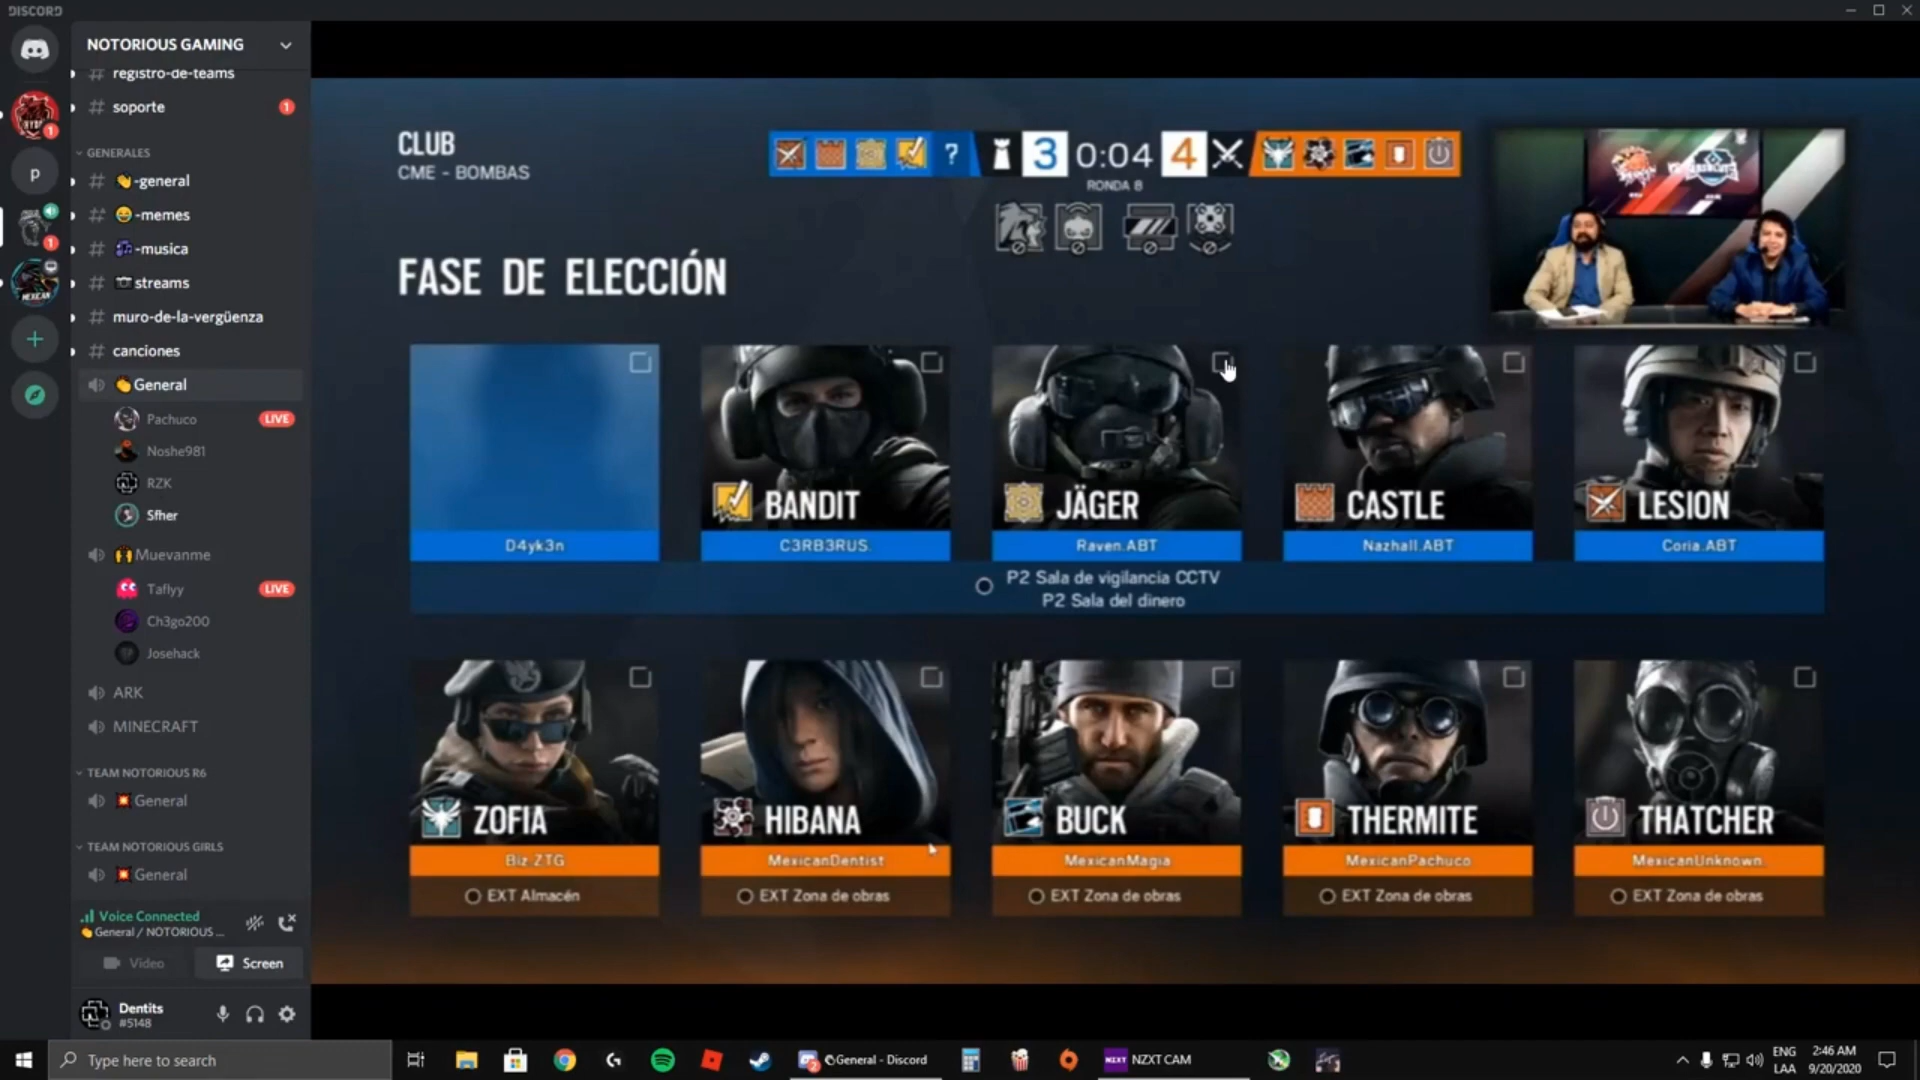 DISCORD
NOTORIOUS GAMING
registro-de-teams
soporte
1
GENERALES
-general
-memes
-musica
streams
muro-de-la-vergüenza
canciones
General
Pachuco
LIVE
Noshe981
RZK
Sfher
Muevanme
Taflyy
LIVE
Ch3go200
Josehack
ARK
MINECRAFT
TEAM NOTORIOUS R6
General
TEAM NOTORIOUS GIRLS
General
Voice Connected
General / NOTORIOUS ...
Video
Screen
Dentits
#5148
1
p
1
MEXICAN
CLUB
CME - BOMBAS
?
3
0:04
4
RONDA 8
FASE DE ELECCIÓN
BANDIT
JÄGER
CASTLE
LESION
D4yk3n
C3RB3RUS.
Raven.ABT
Nazhall.ABT
Coria.ABT
P2 Sala de vigilancia CCTV
P2 Sala del dinero
ZOFIA
HIBANA
BUCK
THERMITE
THATCHER
Biz.ZTG
MexicanDentist
MexicanMagia
MexicanPachuco
MexicanUnknown.
EXT Almacén
EXT Zona de obras
EXT Zona de obras
EXT Zona de obras
EXT Zona de obras
Type here to search
2
General - Discord
NZXT
NZXT CAM
ENG
LAA
2:46 AM
9/20/2020